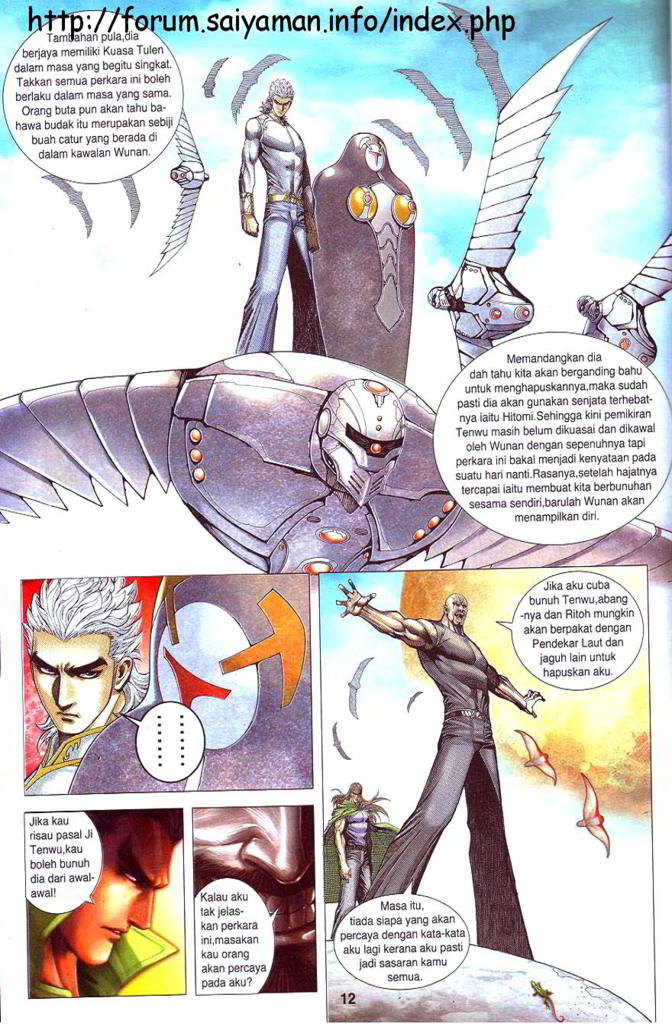 http://forum.saiyaman.info/index.php
Tambahan pula,dia
berjaya memiliki Kuasa Tulen
dalam masa yang begitu singkat.
Takkan semua perkara ini boleh
berlaku dalam masa yang sama.
Orang buta pun akan tahu ba-
hawa budak itu merupakan sebiji
buah catur yang berada di
dalam kawalan Wunan.
Memandangkan dia
dah tahu kita akan berganding bahu
untuk menghapuskannya,maka sudah
pasti dia akan gunakan senjata terhebat-
nya iaitu Hitomi.Sehingga kini pemikiran
Tenwu masih belum dikuasai dan dikawal
oleh Wunan dengan sepenuhnya tapi
perkara ini bakal menjadi kenyataan pada
suatu hari nanti.Rasanya,setelah hajatnya
tercapai iaitu membuat kita berbunuhan
sesama sendiri,barulah Wunan akan
menampilkan diri.
Jika kau
risau pasal Ji
Tenwu,kau
boleh bunuh
dia dari awal-
awal!
Kalau aku
tak jelas-
kan perkara
ini,masakan
kau orang
akan percaya
pada aku?
Jika aku cuba
bunuh Tenwu,abang
-nya dan Ritoh mungkin
akan berpakat dengan
Pendekar Laut dan
jaguh lain untuk
hapuskan aku.
Masa itu,
tiada siapa yang akan
percaya dengan kata-kata
aku lagi kerana aku pasti
jadi sasaran kamu
semua.
12